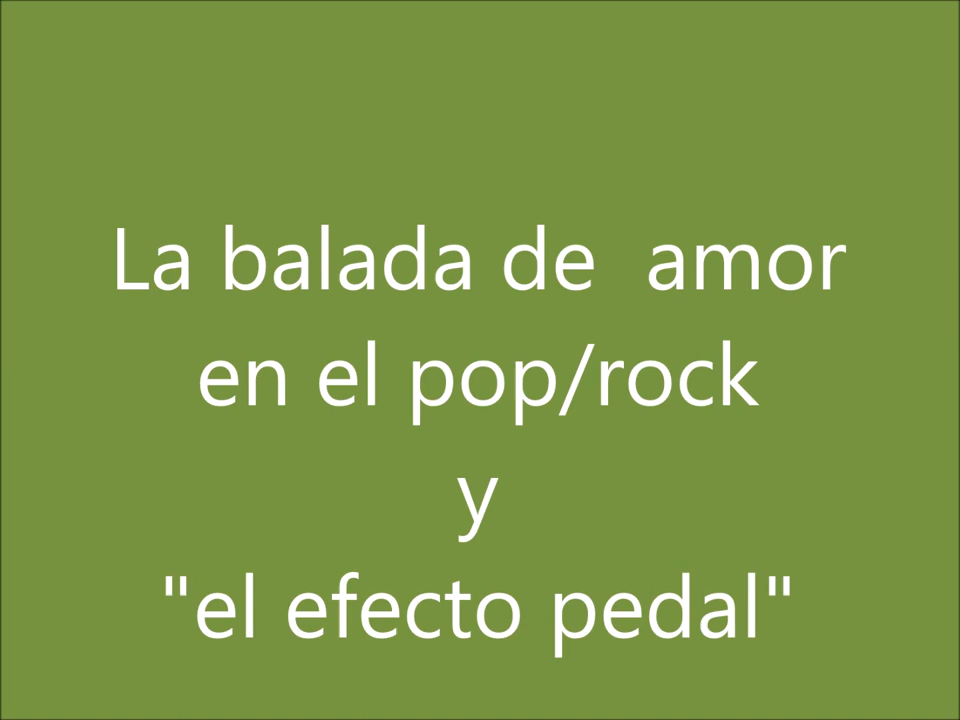 La balada de  amor
en el pop/rock
y
"el efecto pedal"